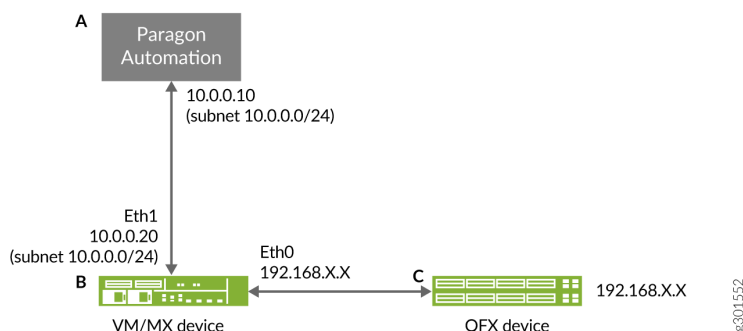 A
Paragon
Automation
10.0.0.10
(subnet 10.0.0.0/24)
Eth1
10.0.0.20
(subnet 10.0.0.0/24)
Eth0
192.168.X.X
B
C
192.168.X.X
VM/MX device
QFX device
g301552